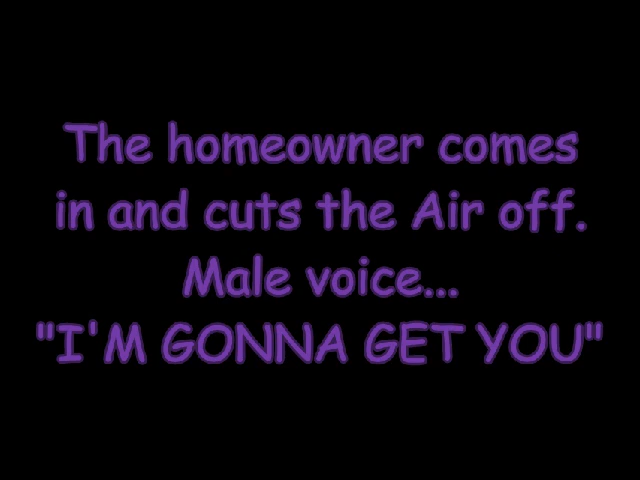 The homeowner comes
in and cuts the Air off.
Male voice...
"I'M GONNA GET YOU"